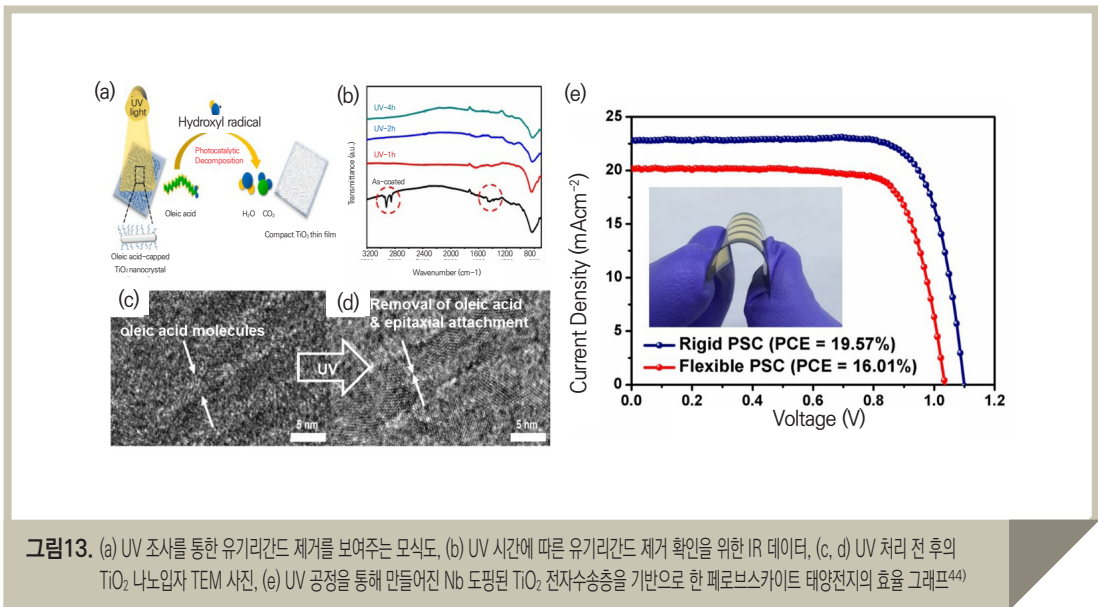 (a)
UV
light
Hydroxyl radical
Photocatalytic
Decomposition
Oleic acid
H₂O CO₂
Compact TiO₂ thin film
Oleic acid-capped
TiO₂ nanocrystal
(b)
Transmittance (a.u.)
UV-4h
UV-2h
UV-1h
As-coated
3200 2800 2400 2000 1600 1200 800
Wavenumber (cm-1)
(c)
oleic acid molecules
5 nm
UV
(d)
Removal of oleic acid
& epitaxial attachment
5 nm
(e)
Current Density (mAcm⁻²)
25
20
15
10
5
0
Rigid PSC (PCE = 19.57%)
Flexible PSC (PCE = 16.01%)
0.0 0.2 0.4 0.6 0.8 1.0 1.2
Voltage (V)
그림13. (a) UV 조사를 통한 유기리간드 제거를 보여주는 모식도, (b) UV 시간에 따른 유기리간드 제거 확인을 위한 IR 데이터, (c, d) UV 처리 전 후의
TiO₂ 나노입자 TEM 사진, (e) UV 공정을 통해 만들어진 Nb 도핑된 TiO₂ 전자수송층을 기반으로 한 페로브스카이트 태양전지의 효율 그래프⁴⁴⁾